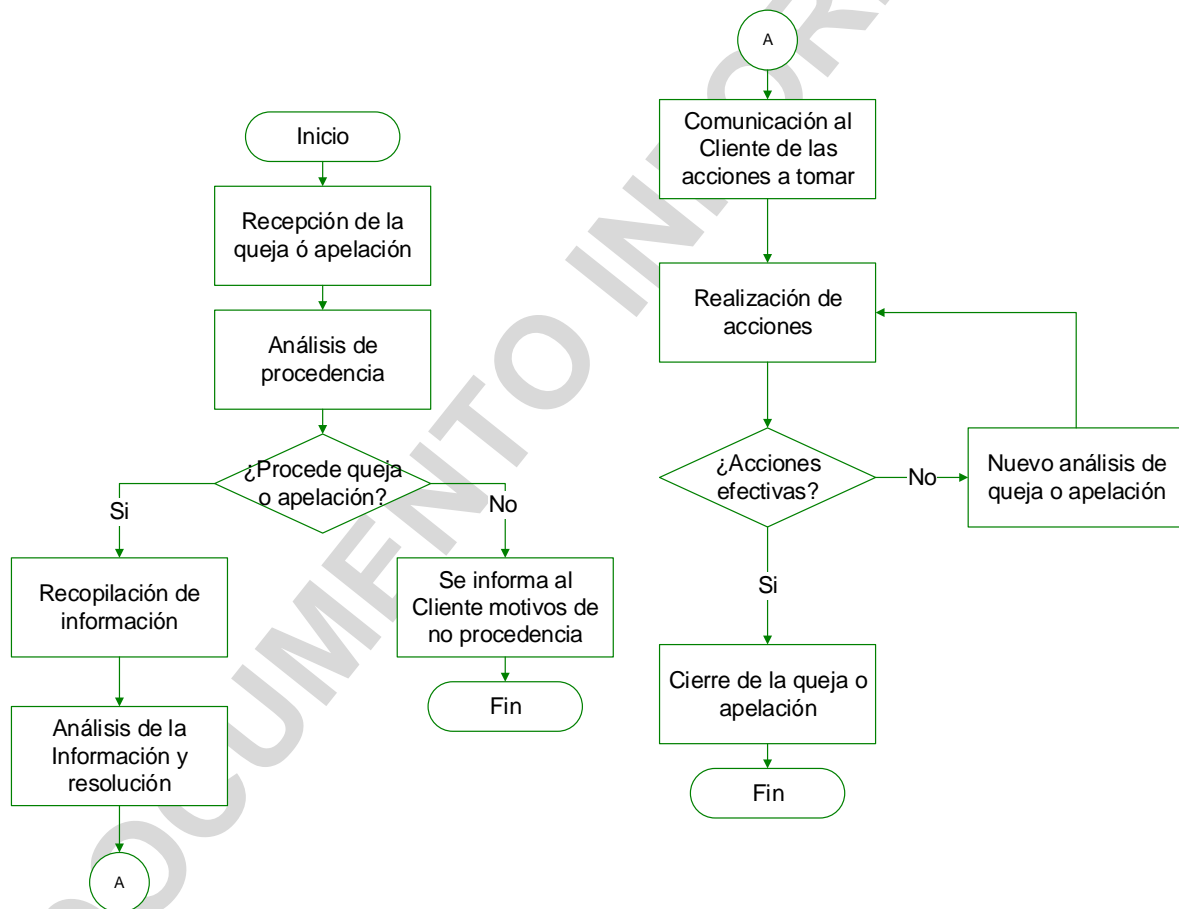 Inicio
Recepción de la
queja ó apelación
Análisis de
procedencia
¿Procede queja
o apelación?
Si
No
Recopilación de
información
Se informa al
Cliente motivos de
no procedencia
Fin
Análisis de la
Información y
resolución
A
A
Comunicación al
Cliente de las
acciones a tomar
Realización de
acciones
¿Acciones
efectivas?
No
Nuevo análisis de
queja o apelación
Si
Cierre de la queja o
apelación
Fin